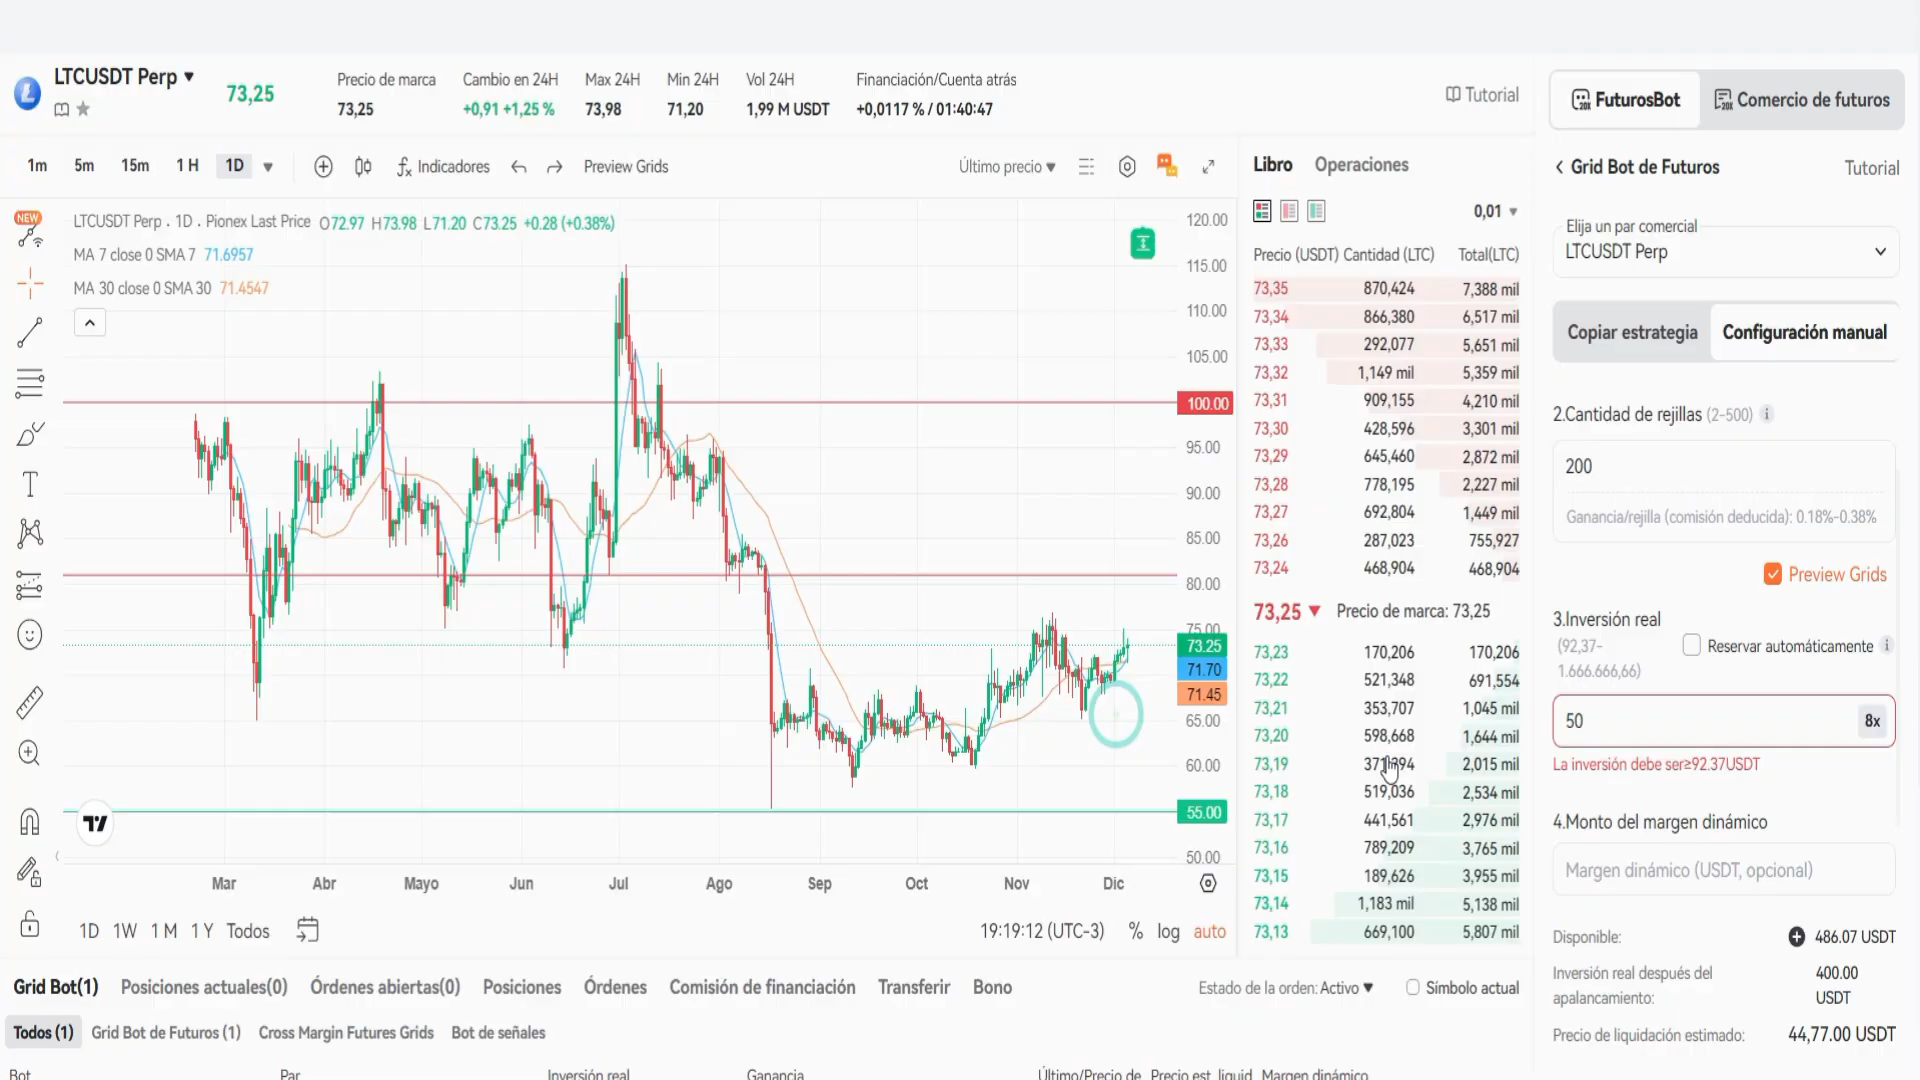 LTCUSDT Perp ▼
73,25
Precio de marca
73,25
Cambio en 24H
+0,91 +1,25 %
Max 24H
73,98
Min 24H
71,20
Vol 24H
1,99 M USDT
Financiación/Cuenta atrás
+0,0117 % / 01:40:47
Tutorial
FuturosBot
Comercio de futuros
1m 5m 15m 1 H 1D ▼
Indicadores
Preview Grids
Último precio ▼
LTCUSDT Perp . 1D . Pionex Last Price O72.97 H73.98 L71.20 C73.25 +0.28 (+0.38%)
MA 7 close 0 SMA 7 71.6957
MA 30 close 0 SMA 30 71.4547
NEW
120.00
115.00
110.00
105.00
100.00
95.00
90.00
85.00
80.00
75.00
73.25
71.70
71.45
65.00
60.00
55.00
50.00
Mar Abr Mayo Jun Jul Ago Sep Oct Nov Dic
1D 1W 1 M 1 Y Todos
19:19:12 (UTC-3) % log auto
Libro Operaciones
0,01 ▼
Precio (USDT) Cantidad (LTC) Total(LTC)
73,35 870,424 7,388 mil
73,34 866,380 6,517 mil
73,33 292,077 5,651 mil
73,32 1,149 mil 5,359 mil
73,31 909,155 4,210 mil
73,30 428,596 3,301 mil
73,29 645,460 2,872 mil
73,28 778,195 2,227 mil
73,27 692,804 1,449 mil
73,26 287,023 755,927
73,24 468,904 468,904
73,25 ▼ Precio de marca: 73,25
73,23 170,206 170,206
73,22 521,348 691,554
73,21 353,707 1,045 mil
73,20 598,668 1,644 mil
73,19 2,015 mil
73,18 519,036 2,534 mil
73,17 441,561 2,976 mil
73,16 789,209 3,765 mil
73,15 189,626 3,955 mil
73,14 1,183 mil 5,138 mil
73,13 669,100 5,807 mil
Grid Bot de Futuros
Tutorial
Elija un par comercial
LTCUSDT Perp
Copiar estrategia
Configuración manual
2.Cantidad de rejillas (2-500)
200
Ganancia/rejilla (comisión deducida): 0.18%-0.38%
Preview Grids
3.Inversión real
(92,37-
1.666.666,66)
Reservar automáticamente
50
8x
La inversión debe ser≥92.37USDT
4.Monto del margen dinámico
Margen dinámico (USDT, opcional)
Disponible: 486.07 USDT
Inversión real después del
apalancamiento:
400.00
USDT
Precio de liquidación estimado: 44,77.00 USDT
Grid Bot(1) Posiciones actuales(0) Órdenes abiertas(0) Posiciones Órdenes Comisión de financiación Transferir Bono
Estado de la orden: Activo ▼
Símbolo actual
Todos (1) Grid Bot de Futuros (1) Cross Margin Futures Grids Bot de señales
Bot Par Inversión real Ganancia Último/Precio de Precio est. liquid Margen dinámico